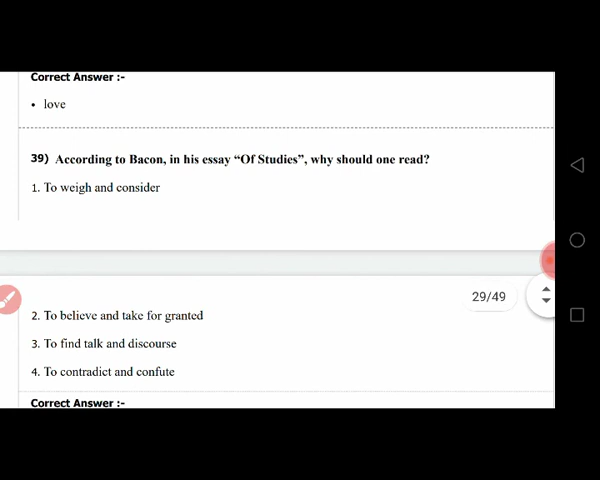 Correct Answer :-
• love
39) According to Bacon, in his essay “Of Studies”, why should one read?
1. To weigh and consider
29/49
2. To believe and take for granted
3. To find talk and discourse
4. To contradict and confute
Correct Answer :-